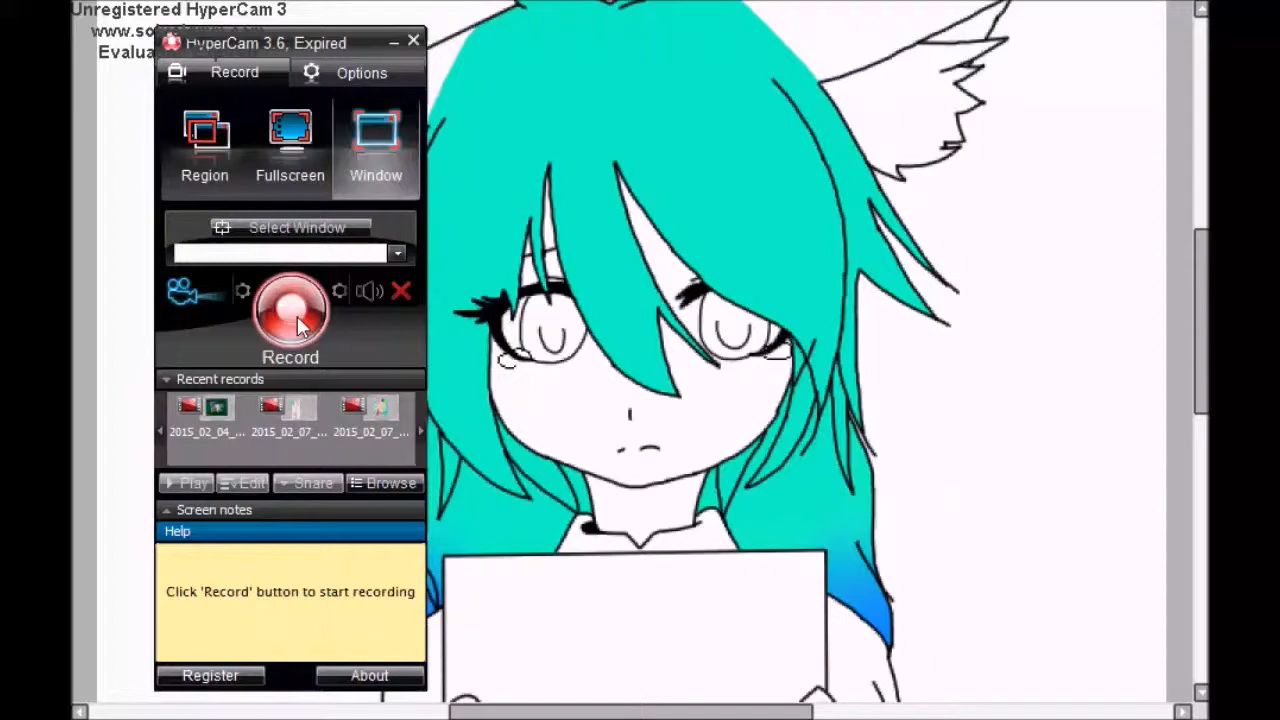 Unregistered HyperCam 3
HyperCam 3.6, Expired
Record
Options
Region
Fullscreen
Window
Select Window
Record
Recent records
2015_02_04_...
2015_02_07_...
2015_02_07_...
Play
Edit
Share
Browse
Screen notes
Help
Click 'Record' button to start recording
Register
About